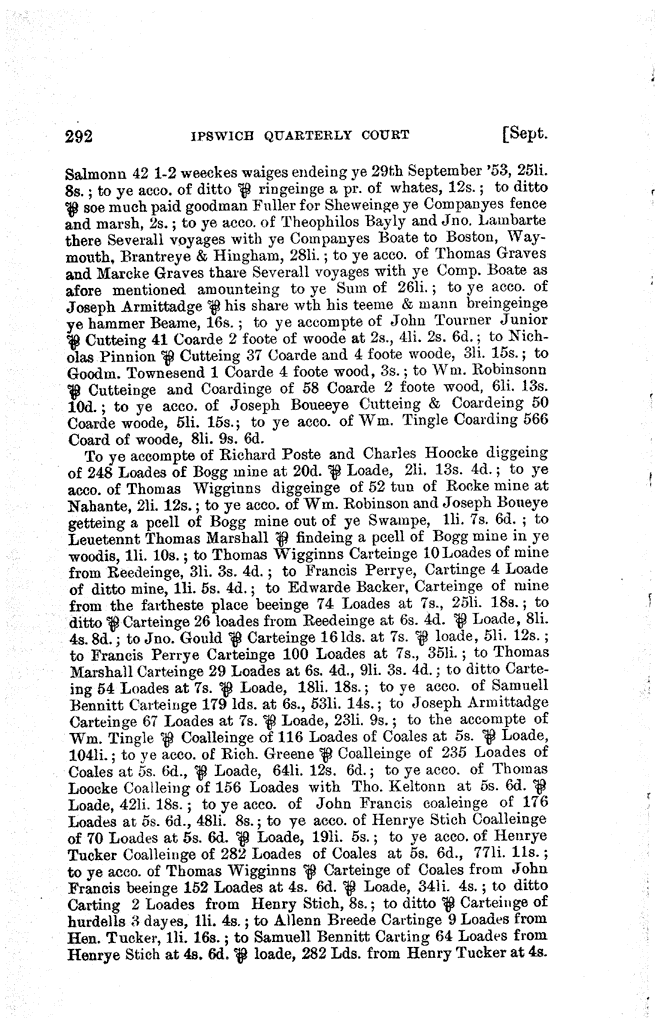 292 IPSWICH QUARTERLY COURT [Sept.
Salmonn 42 1-2 weeckes waiges endeing ye 29th September '53, 25li.
8s. ; to ye acco. of ditto ⅌ ringeinge a pr. of whates, 12s. ; to ditto
⅌ soe much paid goodman Fuller for Sheweinge ye Companyes fence
and marsh, 2s. ; to ye acco. of Theophilos Bayly and Jno. Lambarte
there Severall voyages with ye Companyes Boate to Boston, Way-
mouth, Brantreye & Hingham, 28li. ; to ye acco. of Thomas Graves
and Marcke Graves thare Severall voyages with ye Comp. Boate as
afore mentioned amounteing to ye Sum of 26li. ; to ye acco. of
Joseph Armittadge ⅌ his share wth his teeme & mann breingeinge
ye hammer Beame, 16s. ; to ye accompte of John Tourner Junior
⅌ Cutteing 41 Coarde 2 foote of woode at 2s., 4li. 2s. 6d. ; to Nich-
olas Pinnion ⅌ Cutteing 37 Coarde and 4 foote woode, 3li. 15s. ; to
Goodm. Townesend 1 Coarde 4 foote wood, 3s. ; to Wm. Robinsonn
⅌ Cutteinge and Coardinge of 58 Coarde 2 foote wood, 6li. 13s.
10d. ; to ye acco. of Joseph Boueeye Cutteing & Coardeing 50
Coarde woode, 5li. 15s.; to ye acco. of Wm. Tingle Coarding 566
Coard of woode, 8li. 9s. 6d.
To ye accompte of Richard Poste and Charles Hoocke diggeing
of 248 Loades of Bogg mine at 20d. ⅌ Loade, 2li. 13s. 4d. ; to ye
acco. of Thomas Wigginns diggeinge of 52 tun of Rocke mine at
Nahante, 2li. 12s. ; to ye acco. of Wm. Robinson and Joseph Boueye
getteing a pcell of Bogg mine out of ye Swampe, 1li. 7s. 6d. ; to
Leuetennt Thomas Marshall ⅌ findeing a pcell of Bogg mine in ye
woodis, 1li. 10s. ; to Thomas Wigginns Carteinge 10 Loades of mine
from Reedeinge, 3li. 3s. 4d. ; to Francis Perrye, Cartinge 4 Loade
of ditto mine, 1li. 5s. 4d. ; to Edwarde Backer, Carteinge of mine
from the fartheste place beeinge 74 Loades at 7s., 25li. 18s. ; to
ditto ⅌ Carteinge 26 loades from Reedeinge at 6s. 4d. ⅌ Loade, 8li.
4s. 8d. ; to Jno. Gould ⅌ Carteinge 16 lds. at 7s. ⅌ loade, 5li. 12s. ;
to Francis Perrye Carteinge 100 Loades at 7s., 35li. ; to Thomas
Marshall Carteinge 29 Loades at 6s. 4d., 9li. 3s. 4d. ; to ditto Carte-
ing 54 Loades at 7s. ⅌ Loade, 18li. 18s. ; to ye acco. of Samuell
Bennitt Carteinge 179 lds. at 6s., 53li. 14s. ; to Joseph Armittadge
Carteinge 67 Loades at 7s. ⅌ Loade, 23li. 9s. ; to the accompte of
Wm. Tingle ⅌ Coalleinge of 116 Loades of Coales at 5s. ⅌ Loade,
104li. ; to ye acco. of Rich. Greene ⅌ Coalleinge of 235 Loades of
Coales at 5s. 6d., ⅌ Loade, 64li. 12s. 6d. ; to ye acco. of Thomas
Loocke Coalleing of 156 Loades with Tho. Keltonn at 5s. 6d. ⅌
Loade, 42li. 18s. ; to ye acco. of John Francis coaleinge of 176
Loades at 5s. 6d., 48li. 8s. ; to ye acco. of Henrye Stich Coalleinge
of 70 Loades at 5s. 6d. ⅌ Loade, 19li. 5s. ; to ye acco. of Henrye
Tucker Coalleinge of 282 Loades of Coales at 5s. 6d., 77li. 11s. ;
to ye acco. of Thomas Wigginns ⅌ Carteinge of Coales from John
Francis beeinge 152 Loades at 4s. 6d. ⅌ Loade, 34li. 4s. ; to ditto
Carting 2 Loades from Henry Stich, 8s. ; to ditto ⅌ Carteinge of
hurdells 3 dayes, 1li. 4s. ; to Allenn Breede Cartinge 9 Loades from
Hen. Tucker, 1li. 16s. ; to Samuell Bennitt Carting 64 Loades from
Henrye Stich at 4s. 6d. ⅌ loade, 282 Lds. from Henry Tucker at 4s.